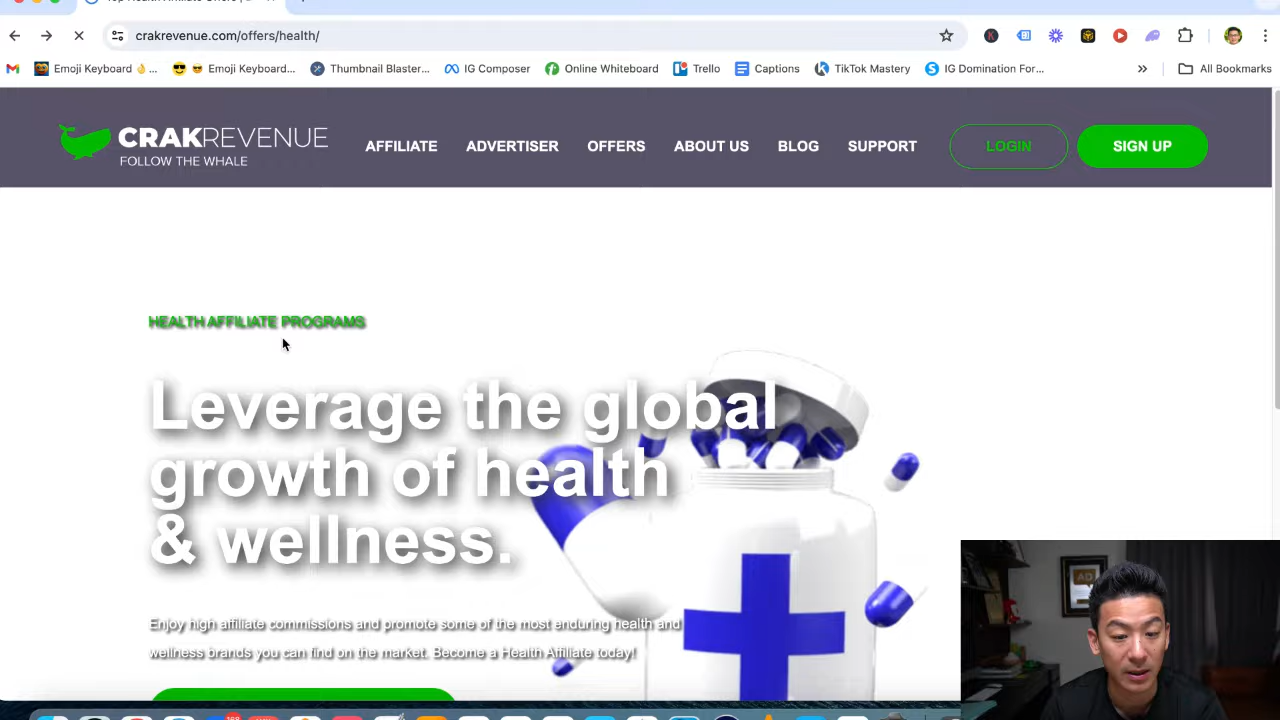 crakrevenue.com/offers/health/
Emoji Keyboard 👌 ...
Emoji Keyboard...
Thumbnail Blaster...
IG Composer
Online Whiteboard
Trello
Captions
TikTok Mastery
IG Domination For...
»
All Bookmarks
CRAKREVENUE
FOLLOW THE WHALE
AFFILIATE
ADVERTISER
OFFERS
ABOUT US
BLOG
SUPPORT
LOGIN
SIGN UP
HEALTH AFFILIATE PROGRAMS
Leverage the global
growth of health
& wellness.
Enjoy high affiliate commissions and promote some of the most enduring health and
wellness brands you can find on the market. Become a Health Affiliate today!